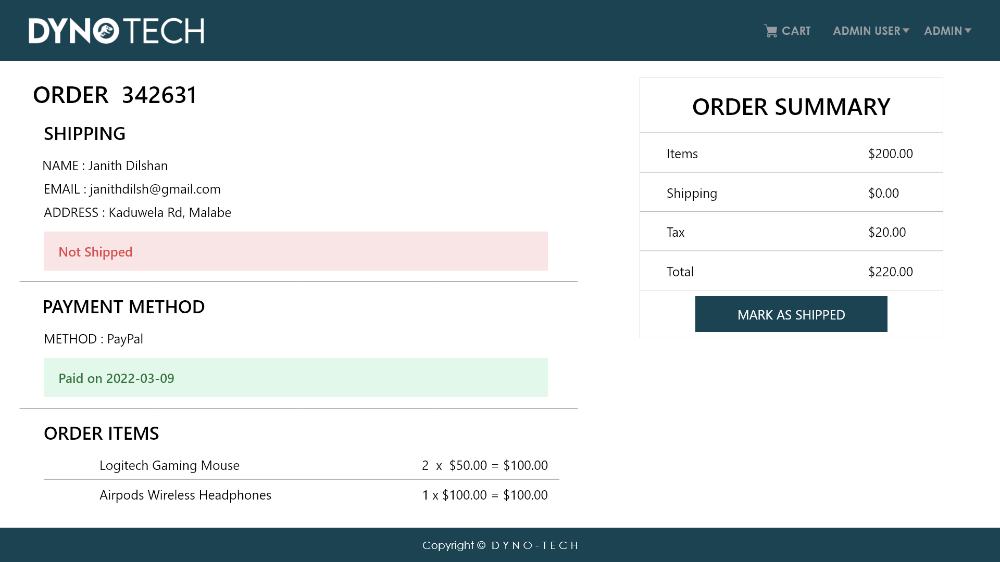 DYNOTECH
CART
ADMIN USER
ADMIN
ORDER 342631
SHIPPING
NAME : Janith Dilshan
EMAIL : janithdilsh@gmail.com
ADDRESS : Kaduwela Rd, Malabe
Not Shipped
PAYMENT METHOD
METHOD : PayPal
Paid on 2022-03-09
ORDER ITEMS
Logitech Gaming Mouse 2 x $50.00 = $100.00
Airpods Wireless Headphones 1 x $100.00 = $100.00
ORDER SUMMARY
Items $200.00
Shipping $0.00
Tax $20.00
Total $220.00
MARK AS SHIPPED
Copyright © DYNO-TECH